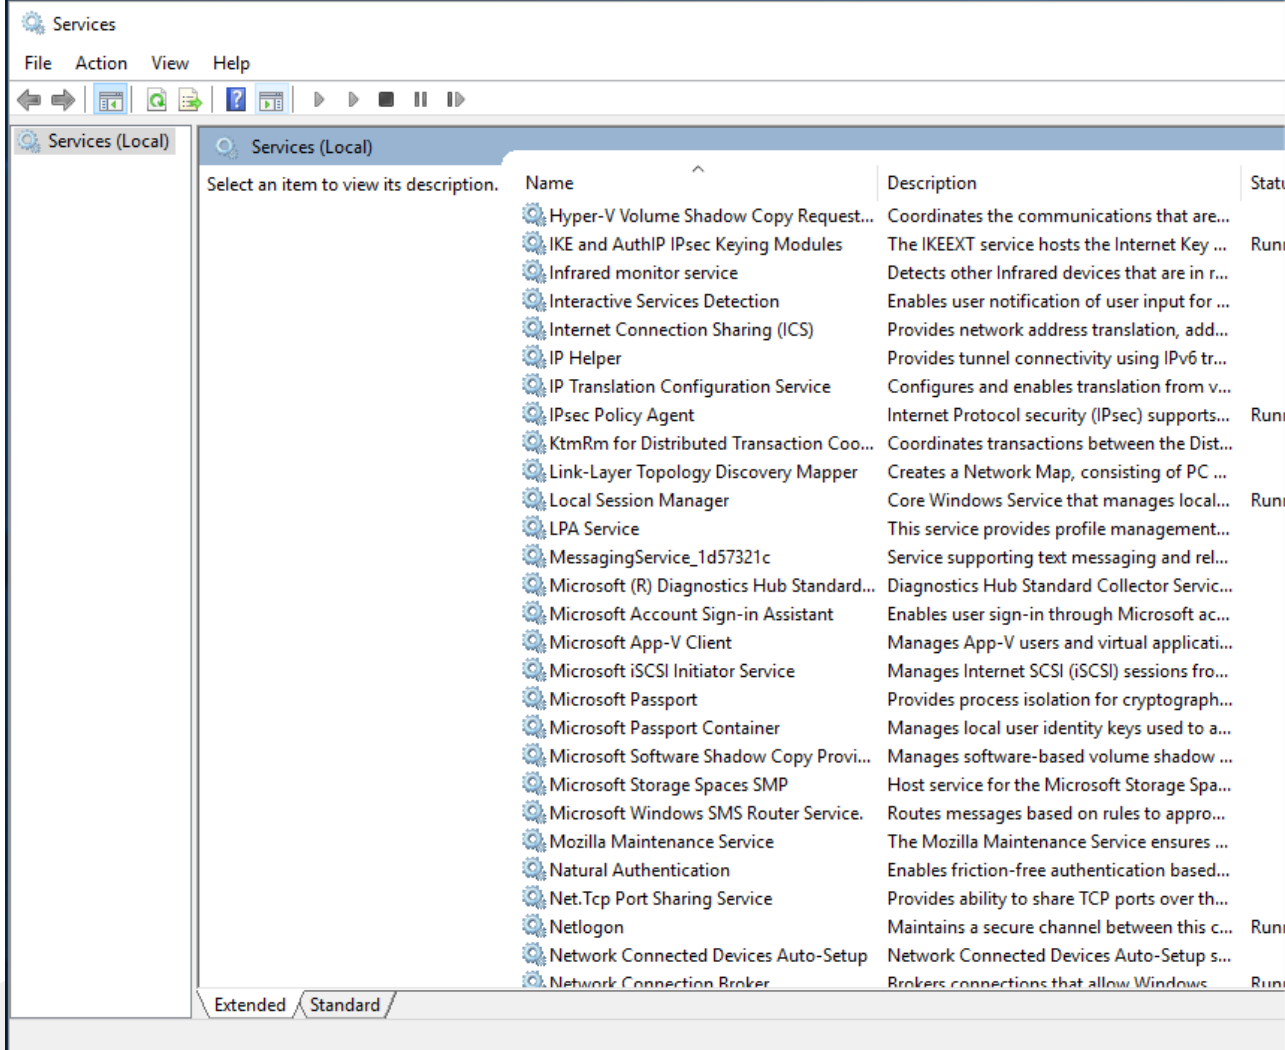 Services
File Action View Help
Services (Local)
Services (Local)
Select an item to view its description.
Name Description Statu
Hyper-V Volume Shadow Copy Request... Coordinates the communications that are...
IKE and AuthIP IPsec Keying Modules The IKEEXT service hosts the Internet Key ... Runn
Infrared monitor service Detects other Infrared devices that are in r...
Interactive Services Detection Enables user notification of user input for ...
Internet Connection Sharing (ICS) Provides network address translation, add...
IP Helper Provides tunnel connectivity using IPv6 tr...
IP Translation Configuration Service Configures and enables translation from v...
IPsec Policy Agent Internet Protocol security (IPsec) supports... Runn
KtmRm for Distributed Transaction Coo... Coordinates transactions between the Dist...
Link-Layer Topology Discovery Mapper Creates a Network Map, consisting of PC ...
Local Session Manager Core Windows Service that manages local... Runn
LPA Service This service provides profile management...
MessagingService_1d57321c Service supporting text messaging and rel...
Microsoft (R) Diagnostics Hub Standard... Diagnostics Hub Standard Collector Servic...
Microsoft Account Sign-in Assistant Enables user sign-in through Microsoft ac...
Microsoft App-V Client Manages App-V users and virtual applicati...
Microsoft iSCSI Initiator Service Manages Internet SCSI (iSCSI) sessions fro...
Microsoft Passport Provides process isolation for cryptograph...
Microsoft Passport Container Manages local user identity keys used to a...
Microsoft Software Shadow Copy Provi... Manages software-based volume shadow ...
Microsoft Storage Spaces SMP Host service for the Microsoft Storage Spa...
Microsoft Windows SMS Router Service. Routes messages based on rules to appro...
Mozilla Maintenance Service The Mozilla Maintenance Service ensures ...
Natural Authentication Enables friction-free authentication based...
Net.Tcp Port Sharing Service Provides ability to share TCP ports over th...
Netlogon Maintains a secure channel between this c... Runn
Network Connected Devices Auto-Setup Network Connected Devices Auto-Setup s...
Network Connection Broker Brokers connections that allow Windows Runn
Extended Standard